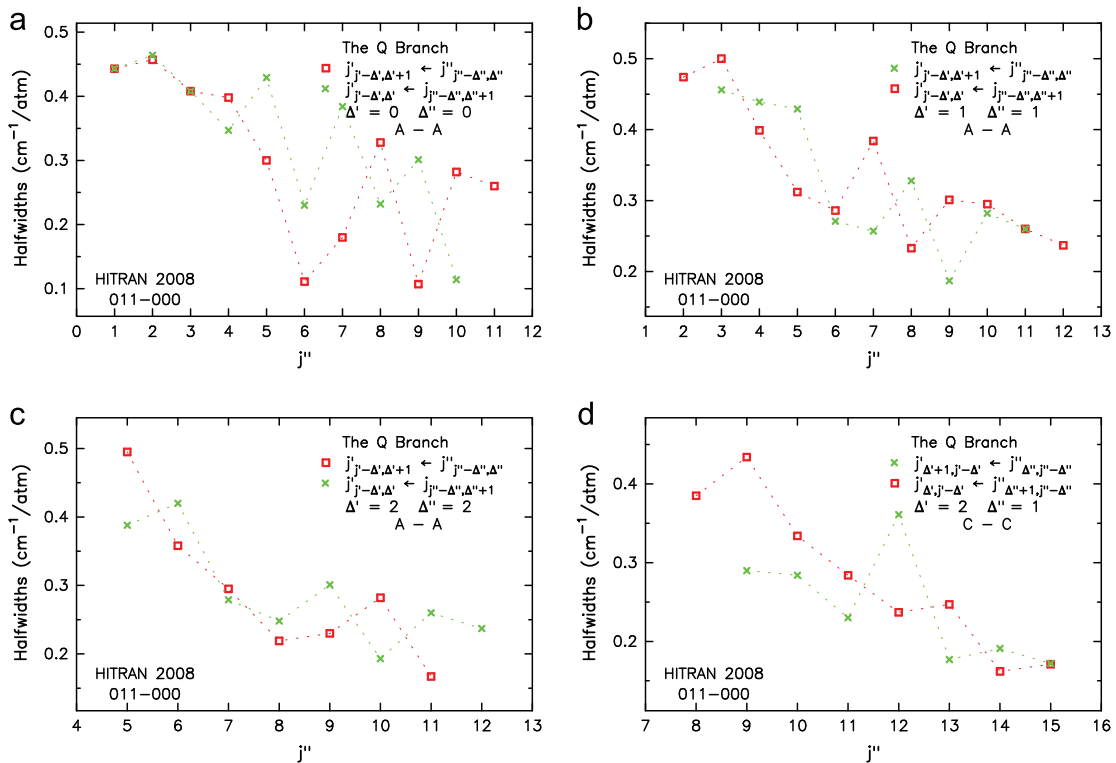 a
The Q Branch
j'j'−Δ',Δ'+1 ← j''j''−Δ'',Δ''
j'j'−Δ',Δ' ← jj''−Δ'',Δ''+1
Δ' = 0 Δ'' = 0
A − A
Halfwidths (cm−1/atm)
0.5
0.4
0.3
0.2
0.1
HITRAN 2008
011−000
0 1 2 3 4 5 6 7 8 9 10 11 12
j''
b
The Q Branch
j'j'−Δ',Δ'+1 ← j''j''−Δ'',Δ''
j'j'−Δ',Δ' ← jj''−Δ'',Δ''+1
Δ' = 1 Δ'' = 1
A − A
Halfwidths (cm−1/atm)
0.5
0.4
0.3
0.2
HITRAN 2008
011−000
1 2 3 4 5 6 7 8 9 10 11 12 13
j''
c
The Q Branch
j'j'−Δ',Δ'+1 ← j''j''−Δ'',Δ''
j'j'−Δ',Δ' ← jj''−Δ'',Δ''+1
Δ' = 2 Δ'' = 2
A − A
Halfwidths (cm−1/atm)
0.5
0.4
0.3
0.2
HITRAN 2008
011−000
4 5 6 7 8 9 10 11 12 13
j''
d
The Q Branch
j'Δ'+1,j'−Δ' ← j''Δ'',j''−Δ''
j'Δ',j'−Δ' ← j''Δ''+1,j''−Δ''
Δ' = 2 Δ'' = 1
C − C
Halfwidths (cm−1/atm)
0.4
0.3
0.2
HITRAN 2008
011−000
7 8 9 10 11 12 13 14 15 16
j''